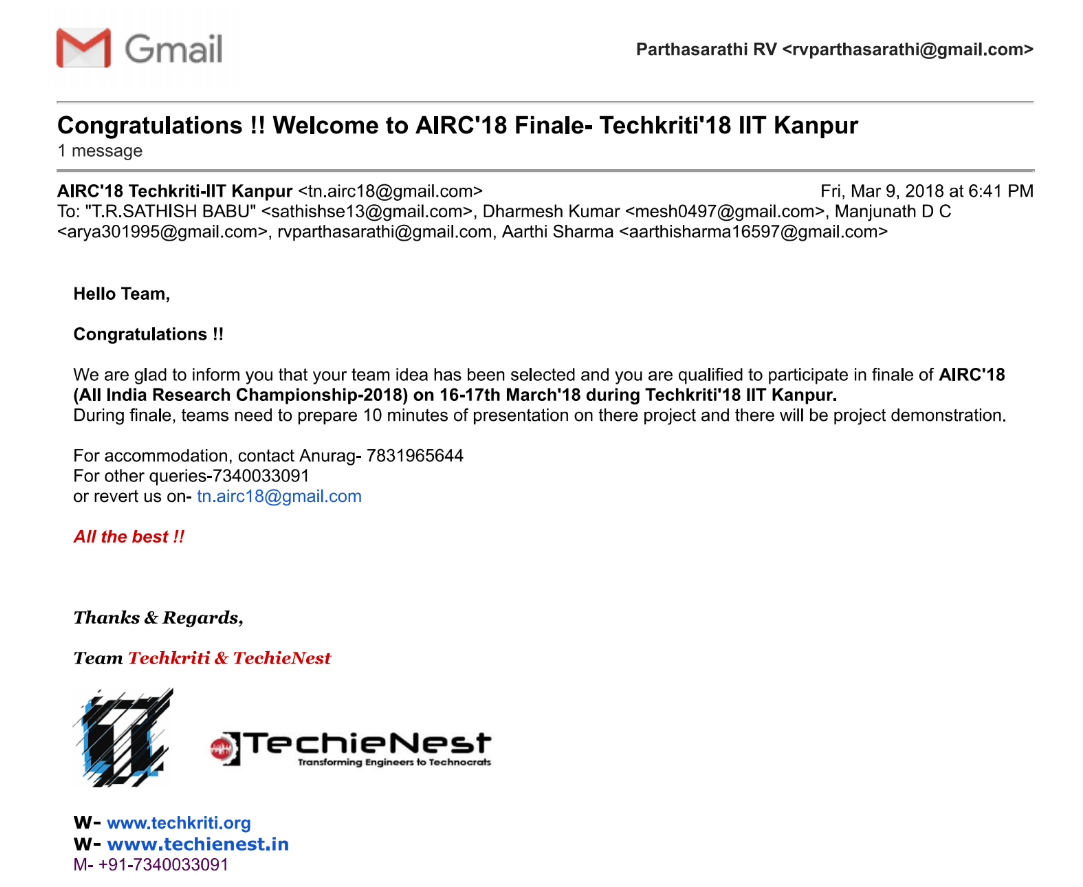 Gmail
Parthasarathi RV <rvparthasarathi@gmail.com>
Congratulations !! Welcome to AIRC'18 Finale- Techkriti'18 IIT Kanpur
1 message
AIRC'18 Techkriti-IIT Kanpur <tn.airc18@gmail.com> Fri, Mar 9, 2018 at 6:41 PM
To: "T.R.SATHISH BABU" <sathishse13@gmail.com>, Dharmesh Kumar <mesh0497@gmail.com>, Manjunath D C
<arya301995@gmail.com>, rvparthasarathi@gmail.com, Aarthi Sharma <aarthisharma16597@gmail.com>
Hello Team,
Congratulations !!
We are glad to inform you that your team idea has been selected and you are qualified to participate in finale of AIRC'18
(All India Research Championship-2018) on 16-17th March'18 during Techkriti'18 IIT Kanpur.
During finale, teams need to prepare 10 minutes of presentation on there project and there will be project demonstration.
For accommodation, contact Anurag- 7831965644
For other queries-7340033091
or revert us on- tn.airc18@gmail.com
All the best !!
Thanks & Regards,
Team Techkriti & TechieNest
TechieNest
Transforming Engineers to Technocrats
W- www.techkriti.org
W- www.techienest.in
M- +91-7340033091